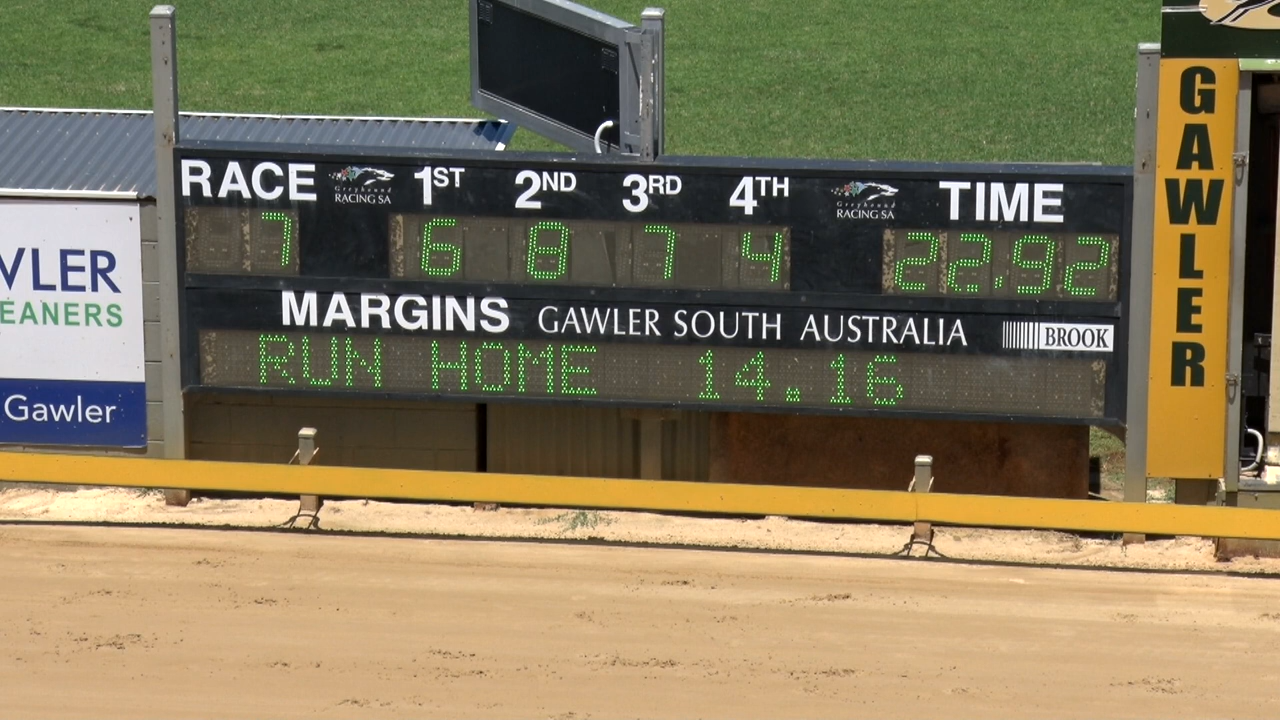 RACE Greyhound RACING SA 1ST 2ND 3RD 4TH Greyhound RACING SA TIME
7 6 8 7 4 22.92
MARGINS GAWLER SOUTH AUSTRALIA BROOK
RUN HOME 14.16
WLER
EANERS
Gawler
GAWLER